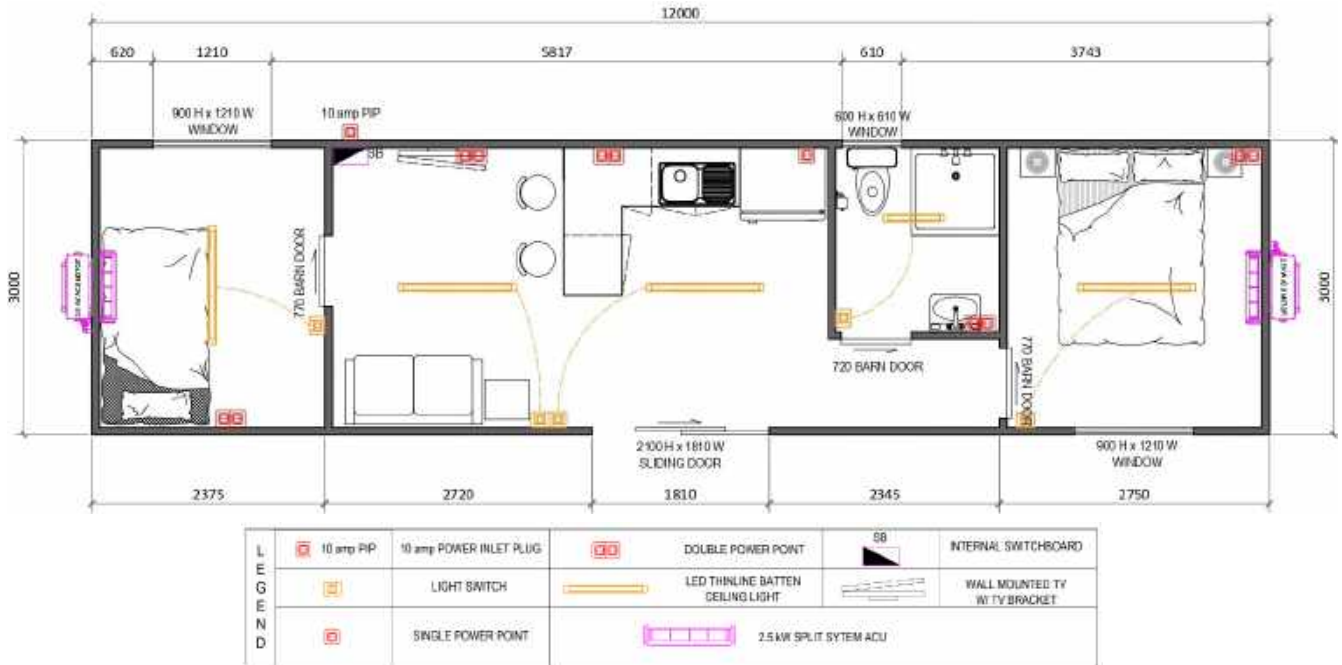 12000
620
1210
5817
610
3743
900 H x 1210 W
WINDOW
10 amp PIP
600 H x 610 W
WINDOW
SB
3000
3000
770 BARN DOOR
720 BARN DOOR
770 BARN DOOR
2100 H x 1810 W
SLIDING DOOR
900 H x 1210 W
WINDOW
2375
2720
1810
2345
2750
LEGEND
10 amp PIP
10 amp POWER INLET PLUG
DOUBLE POWER POINT
SB
INTERNAL SWITCHBOARD
LIGHT SWITCH
LED THINLINE BATTEN
CEILING LIGHT
WALL MOUNTED TV
W/ TV BRACKET
SINGLE POWER POINT
2.5 kW SPLIT SYTEM ACU